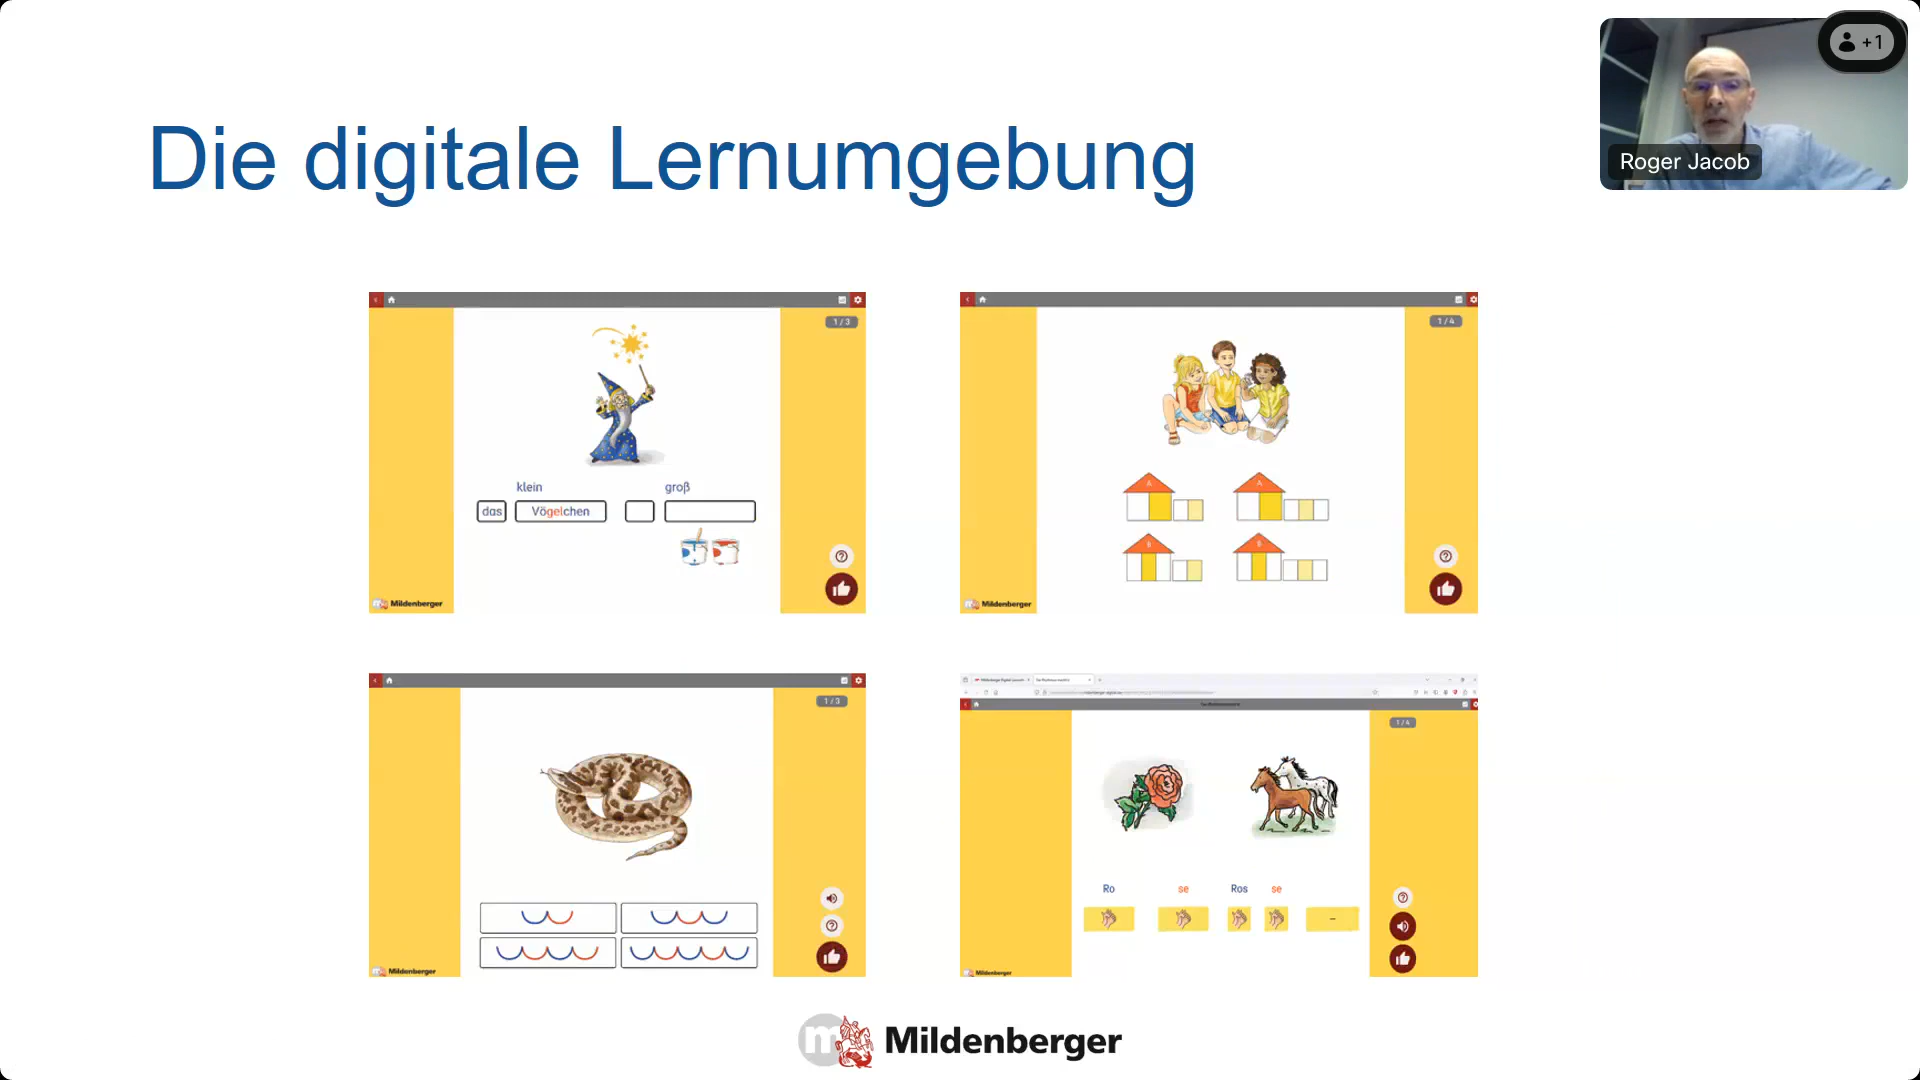 +1
Roger Jacob
Die digitale Lernumgebung
1 / 3
klein groß
das Vögelchen
Mildenberger
1 / 4
A A
B B
Mildenberger
1 / 3
Mildenberger
1 / 4
Ro se Ros se
Mildenberger
m Mildenberger